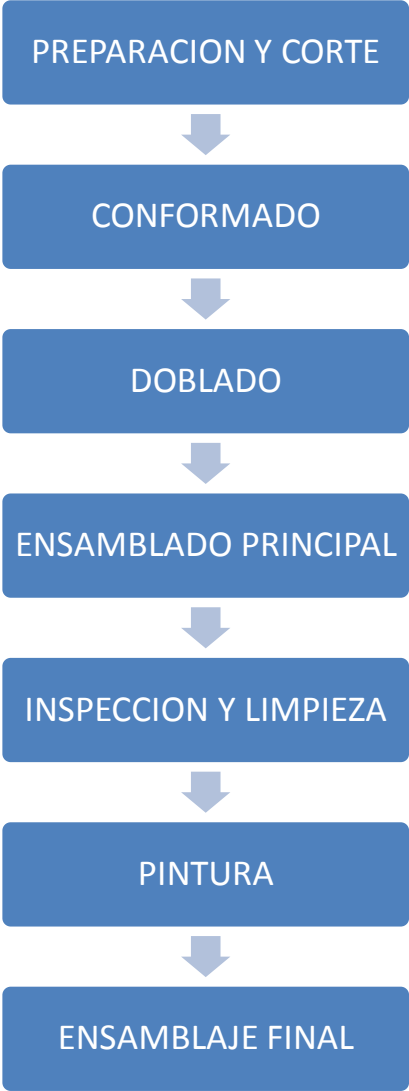 PREPARACION Y CORTE
CONFORMADO
DOBLADO
ENSAMBLADO PRINCIPAL
INSPECCION Y LIMPIEZA
PINTURA
ENSAMBLAJE FINAL